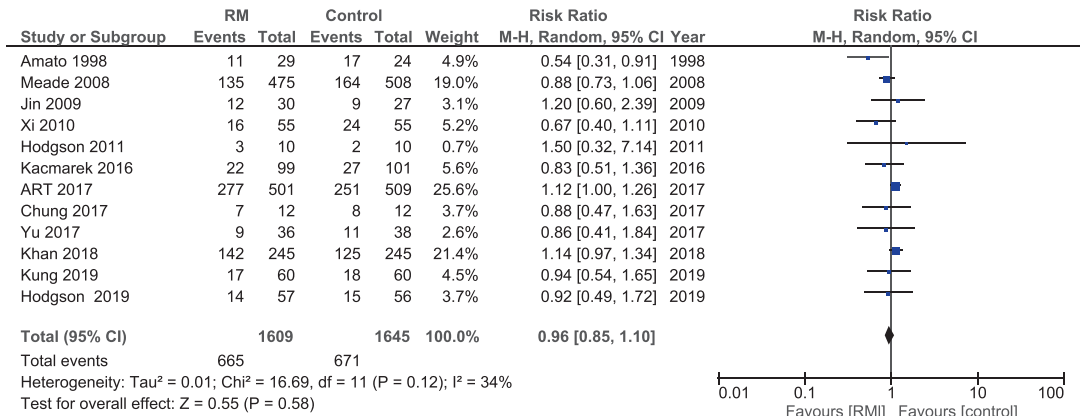 RM Control Risk Ratio Risk Ratio
Study or Subgroup Events Total Events Total Weight M-H, Random, 95% CI Year M-H, Random, 95% CI
Amato 1998 11 29 17 24 4.9% 0.54 [0.31, 0.91] 1998
Meade 2008 135 475 164 508 19.0% 0.88 [0.73, 1.06] 2008
Jin 2009 12 30 9 27 3.1% 1.20 [0.60, 2.39] 2009
Xi 2010 16 55 24 55 5.2% 0.67 [0.40, 1.11] 2010
Hodgson 2011 3 10 2 10 0.7% 1.50 [0.32, 7.14] 2011
Kacmarek 2016 22 99 27 101 5.6% 0.83 [0.51, 1.36] 2016
ART 2017 277 501 251 509 25.6% 1.12 [1.00, 1.26] 2017
Chung 2017 7 12 8 12 3.7% 0.88 [0.47, 1.63] 2017
Yu 2017 9 36 11 38 2.6% 0.86 [0.41, 1.84] 2017
Khan 2018 142 245 125 245 21.4% 1.14 [0.97, 1.34] 2018
Kung 2019 17 60 18 60 4.5% 0.94 [0.54, 1.65] 2019
Hodgson 2019 14 57 15 56 3.7% 0.92 [0.49, 1.72] 2019
Total (95% CI) 1609 1645 100.0% 0.96 [0.85, 1.10]
Total events 665 671
Heterogeneity: Tau² = 0.01; Chi² = 16.69, df = 11 (P = 0.12); I² = 34%
Test for overall effect: Z = 0.55 (P = 0.58)
0.01 0.1 1 10 100
Favours [RM] Favours [control]